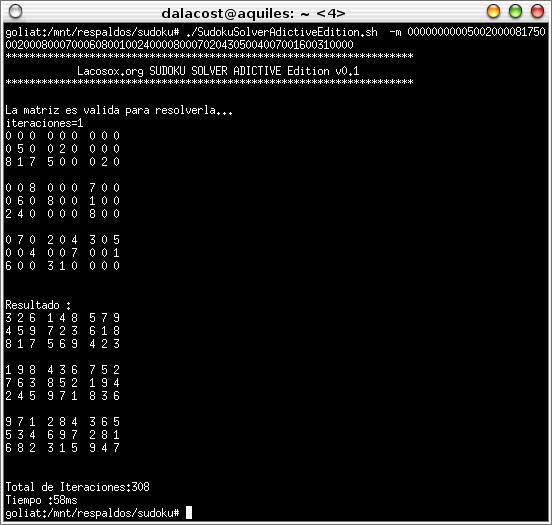 dalacost@aquiles: ~ <4>
goliat:/mnt/respaldos/sudoku# ./SudokuSolverAdictiveEdition.sh  -m 00000000005002000081750
0020008000700060800100240000800070204305004007001600310000
********************************************************************
Lacosox.org SUDOKU SOLVER ADICTIVE Edition v0.1
********************************************************************
La matriz es valida para resolverla...
iteraciones=1
0 0 0  0 0 0  0 0 0
0 5 0  0 2 0  0 0 0
8 1 7  5 0 0  0 2 0
0 0 8  0 0 0  7 0 0
0 6 0  8 0 0  1 0 0
2 4 0  0 0 0  8 0 0
0 7 0  2 0 4  3 0 5
0 0 4  0 0 7  0 0 1
6 0 0  3 1 0  0 0 0
Resultado :
3 2 6  1 4 8  5 7 9
4 5 9  7 2 3  6 1 8
8 1 7  5 6 9  4 2 3
1 9 8  4 3 6  7 5 2
7 6 3  8 5 2  1 9 4
2 4 5  9 7 1  8 3 6
9 7 1  2 8 4  3 6 5
5 3 4  6 9 7  2 8 1
6 8 2  3 1 5  9 4 7
Total de Iteraciones:308
Tiempo :58ms
goliat:/mnt/respaldos/sudoku#